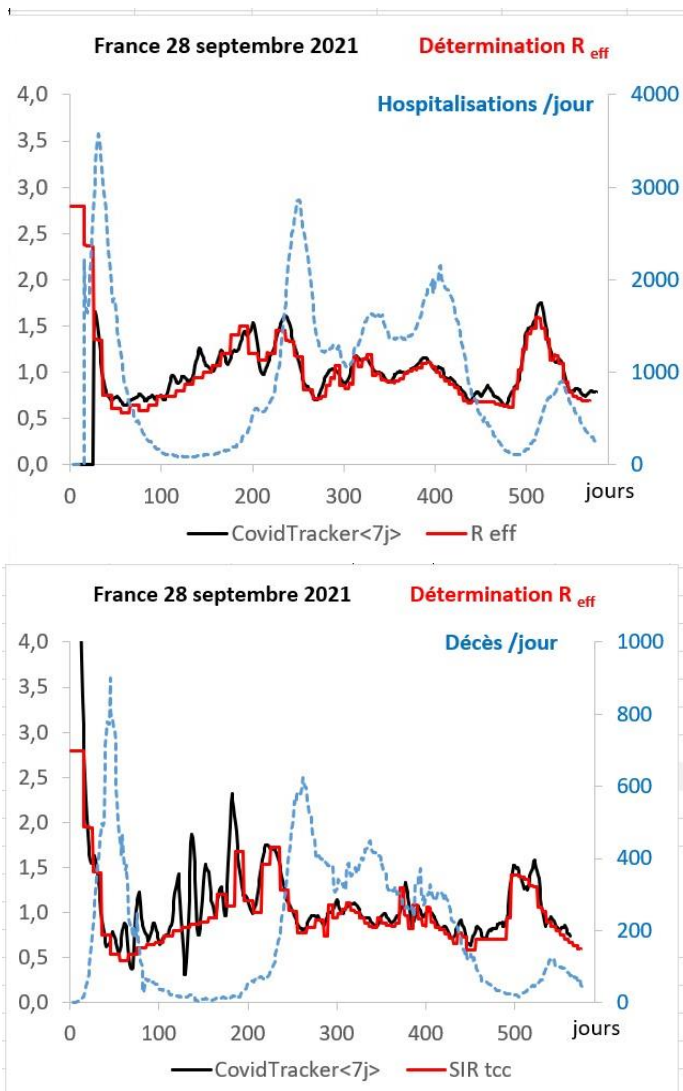 France 28 septembre 2021 Détermination R eff
Hospitalisations /jour
4,0 4000
3,5
3,0 3000
2,5
2,0 2000
1,5
1,0 1000
0,5
0,0 0
0 100 200 300 400 500 jours
CovidTracker<7j> R eff
France 28 septembre 2021 Détermination R eff
Décès /jour
4,0 1000
3,5
3,0 800
2,5
2,0 600
1,5 400
1,0
0,5 200
0,0 0
0 100 200 300 400 500 jours
CovidTracker<7j> SIR tcc